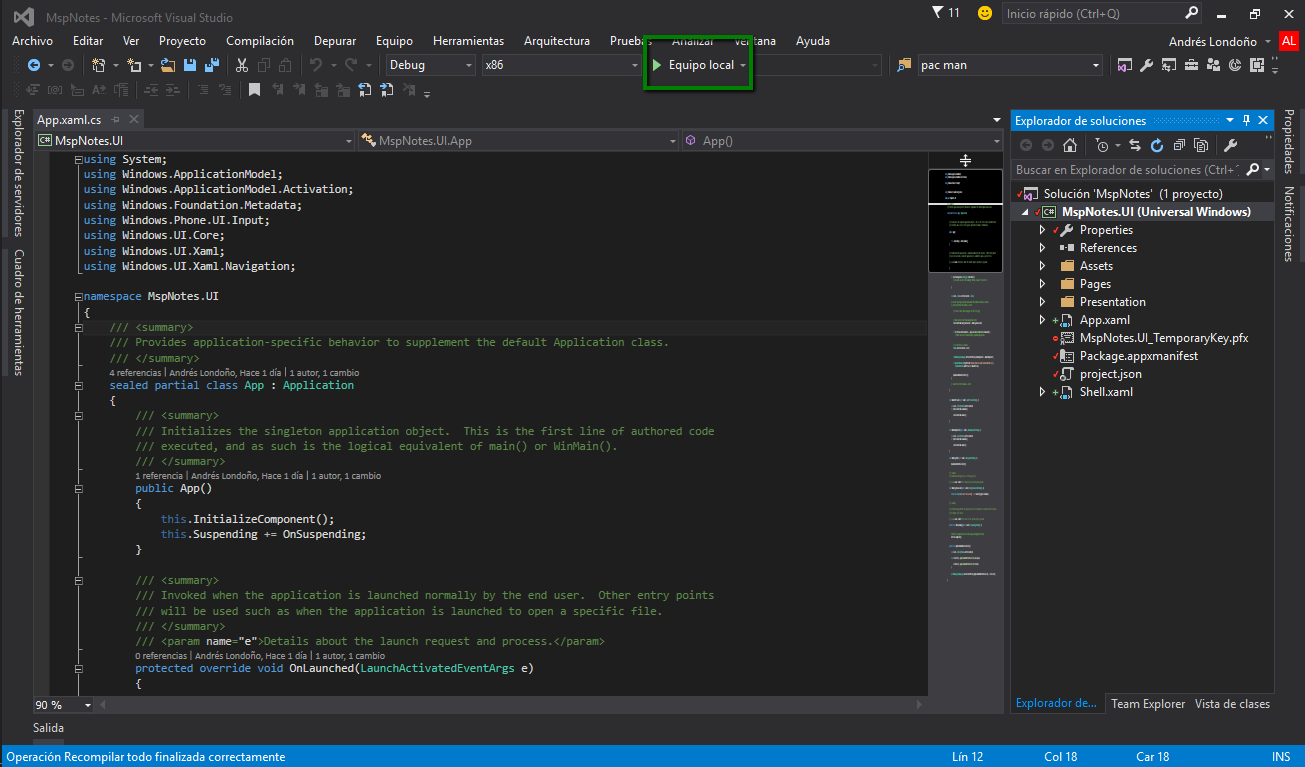 MspNotes - Microsoft Visual Studio
11
Inicio rápido (Ctrl+Q)
Archivo Editar Ver Proyecto Compilación Depurar Equipo Herramientas Arquitectura Pruebas Analizar Ventana Ayuda
Andrés Londoño AL
Debug x86 Equipo local pac man
App.xaml.cs
C# MspNotes.UI MspNotes.UI.App App()
Explorador de servidores
Cuadro de herramientas
using System;
using Windows.ApplicationModel;
using Windows.ApplicationModel.Activation;
using Windows.Foundation.Metadata;
using Windows.Phone.UI.Input;
using Windows.UI.Core;
using Windows.UI.Xaml;
using Windows.UI.Xaml.Navigation;
namespace MspNotes.UI
{
/// <summary>
/// Provides application-specific behavior to supplement the default Application class.
/// </summary>
4 referencias | Andrés Londoño, Hace 1 día | 1 autor, 1 cambio
sealed partial class App : Application
{
/// <summary>
/// Initializes the singleton application object.  This is the first line of authored code
/// executed, and as such is the logical equivalent of main() or WinMain().
/// </summary>
1 referencia | Andrés Londoño, Hace 1 día | 1 autor, 1 cambio
public App()
{
this.InitializeComponent();
this.Suspending += OnSuspending;
}
/// <summary>
/// Invoked when the application is launched normally by the end user.  Other entry points
/// will be used such as when the application is launched to open a specific file.
/// </summary>
/// <param name="e">Details about the launch request and process.</param>
0 referencias | Andrés Londoño, Hace 1 día | 1 autor, 1 cambio
protected override void OnLaunched(LaunchActivatedEventArgs e)
{
90 %
Explorador de soluciones
Buscar en Explorador de soluciones (Ctrl+
Solución 'MspNotes' (1 proyecto)
C# MspNotes.UI (Universal Windows)
Properties
References
Assets
Pages
Presentation
App.xaml
MspNotes.UI_TemporaryKey.pfx
Package.appxmanifest
project.json
Shell.xaml
Explorador de... Team Explorer Vista de clases
Propiedades
Notificaciones
Salida
Operación Recompilar todo finalizada correctamente Lín 12 Col 18 Car 18 INS